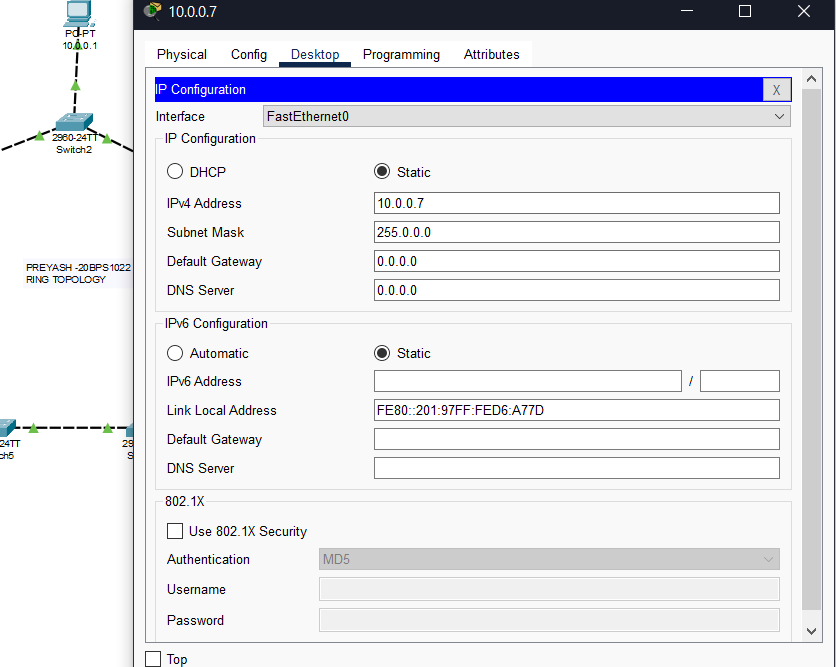 10.0.0.7
Physical Config Desktop Programming Attributes
IP Configuration X
Interface FastEthernet0
IP Configuration
DHCP Static
IPv4 Address 10.0.0.7
Subnet Mask 255.0.0.0
Default Gateway 0.0.0.0
DNS Server 0.0.0.0
IPv6 Configuration
Automatic Static
IPv6 Address /
Link Local Address FE80::201:97FF:FED6:A77D
Default Gateway
DNS Server
802.1X
Use 802.1X Security
Authentication MD5
Username
Password
Top
PC-PT
10.0.0.1
2960-24TT
Switch2
PREYASH -20BPS1022
RING TOPOLOGY
24TT
ch5
29
S